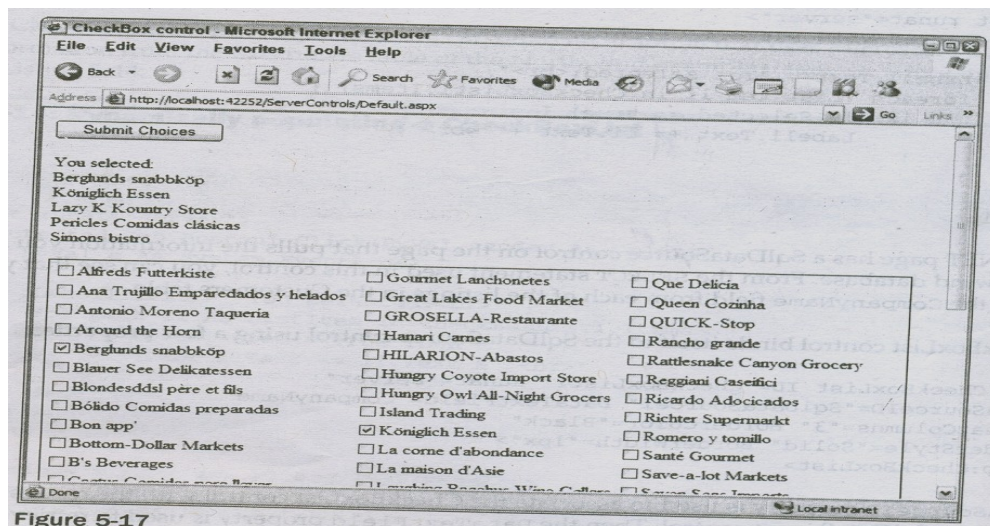 CheckBox control - Microsoft Internet Explorer
File Edit View Favorites Tools Help
Back Search Favorites Media
Address http://localhost:42252/ServerControls/Default.aspx Go Links »
Submit Choices
You selected:
Berglunds snabbköp
Königlich Essen
Lazy K Kountry Store
Pericles Comidas clásicas
Simons bistro
Alfreds Futterkiste
Ana Trujillo Emparedados y helados
Antonio Moreno Taquería
Around the Horn
Berglunds snabbköp
Blauer See Delikatessen
Blondesddsl père et fils
Bólido Comidas preparadas
Bon app'
Bottom-Dollar Markets
B's Beverages
Gourmet Lanchonetes
Great Lakes Food Market
GROSELLA-Restaurante
Hanari Carnes
HILARION-Abastos
Hungry Coyote Import Store
Hungry Owl All-Night Grocers
Island Trading
Königlich Essen
La corne d'abondance
La maison d'Asie
Que Delícia
Queen Cozinha
QUICK-Stop
Rancho grande
Rattlesnake Canyon Grocery
Reggiani Caseifici
Ricardo Adocicados
Richter Supermarkt
Romero y tomillo
Santé Gourmet
Save-a-lot Markets
Done Local intranet
Figure 5-17